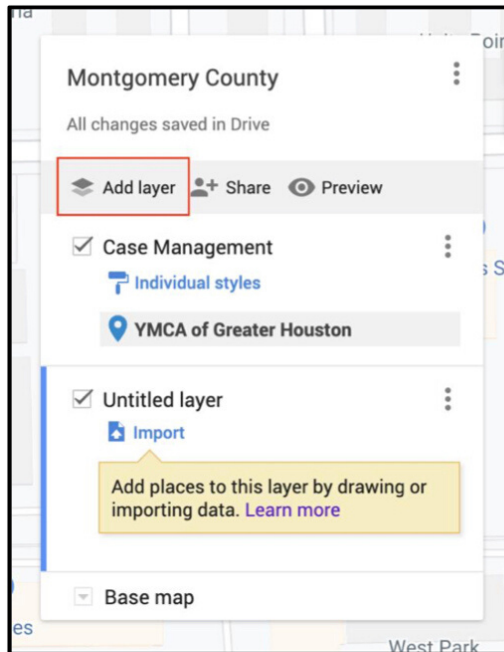 Montgomery County
All changes saved in Drive
Add layer Share Preview
Case Management
Individual styles
YMCA of Greater Houston
Untitled layer
Import
Add places to this layer by drawing or
importing data. Learn more
Base map
West Park